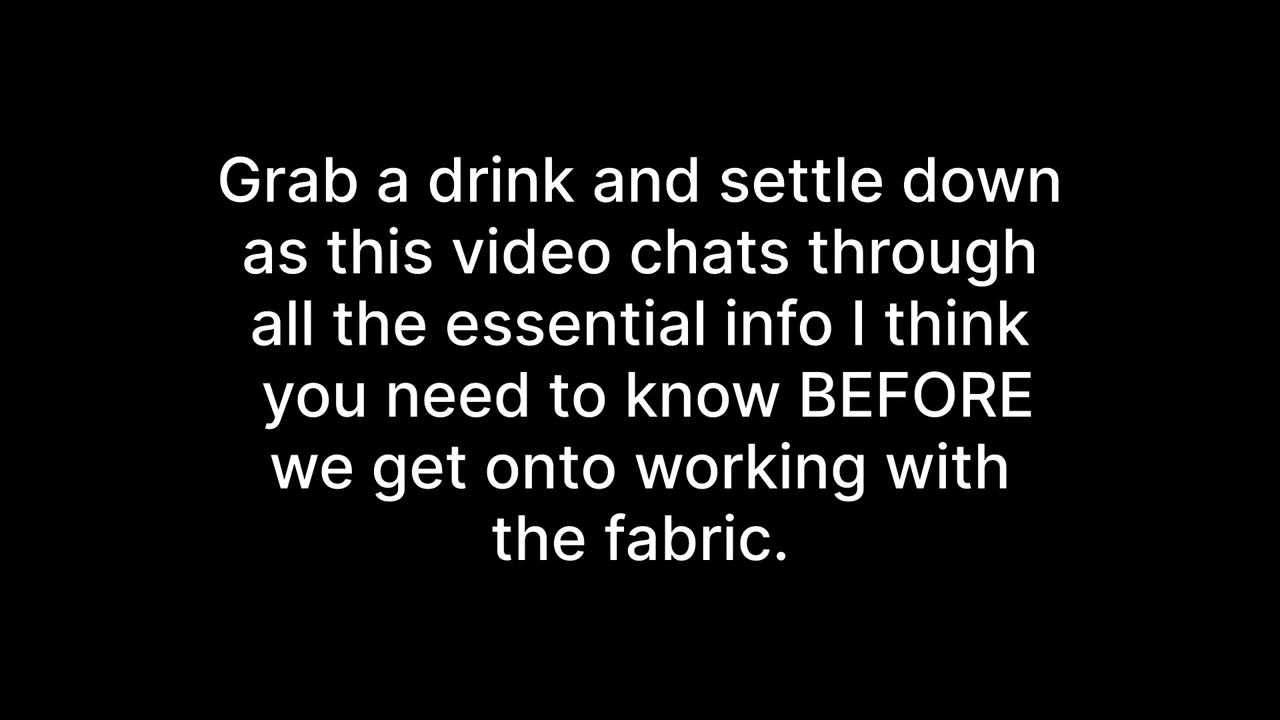 Grab a drink and settle down
as this video chats through
all the essential info I think
you need to know BEFORE
we get onto working with
the fabric.